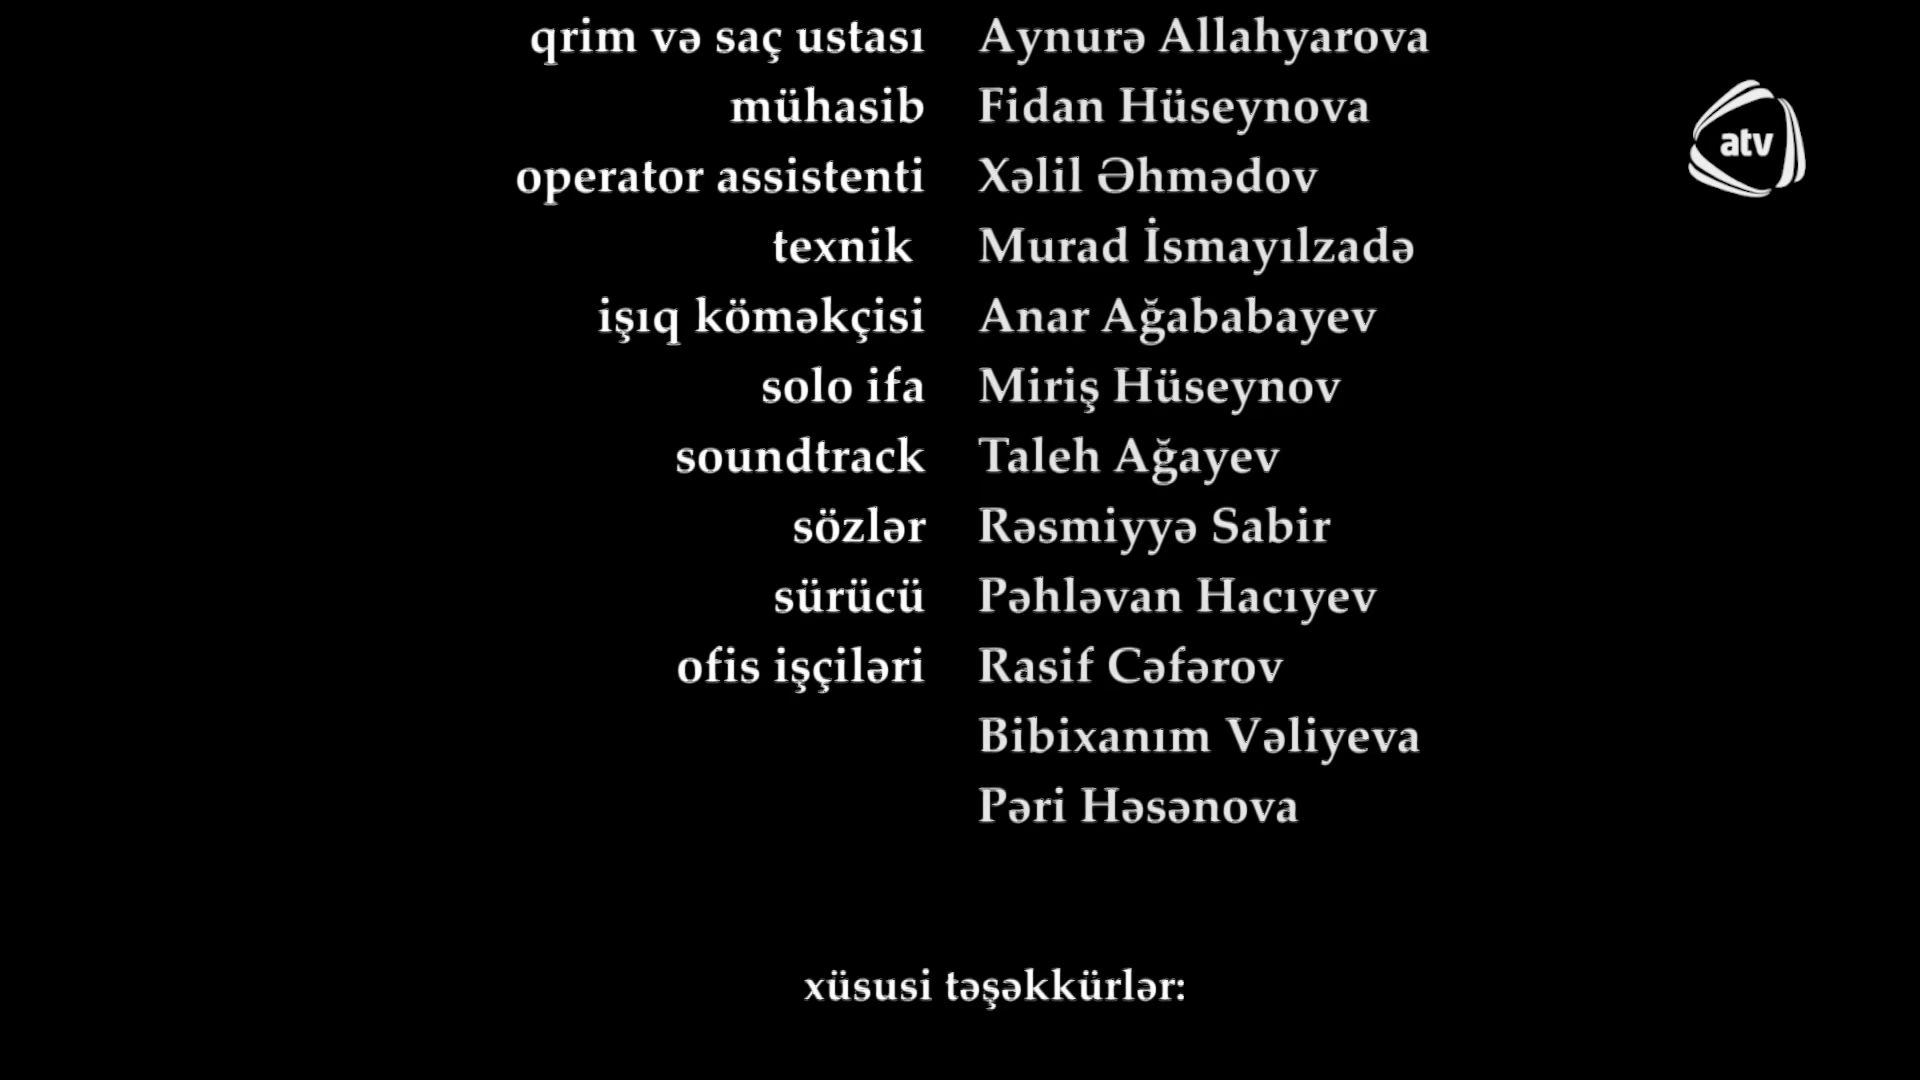 qrim və saç ustası Aynurə Allahyarova
mühasib Fidan Hüseynova
atv
operator assistenti Xəlil Əhmədov
texnik Murad İsmayılzadə
işıq köməkçisi Anar Ağababayev
solo ifa Miriş Hüseynov
soundtrack Taleh Ağayev
sözlər Rəsmiyyə Sabir
sürücü Pəhləvan Hacıyev
ofis işçiləri Rasif Cəfərov
Bibixanım Vəliyeva
Pəri Həsənova
xüsusi təşəkkürlər: